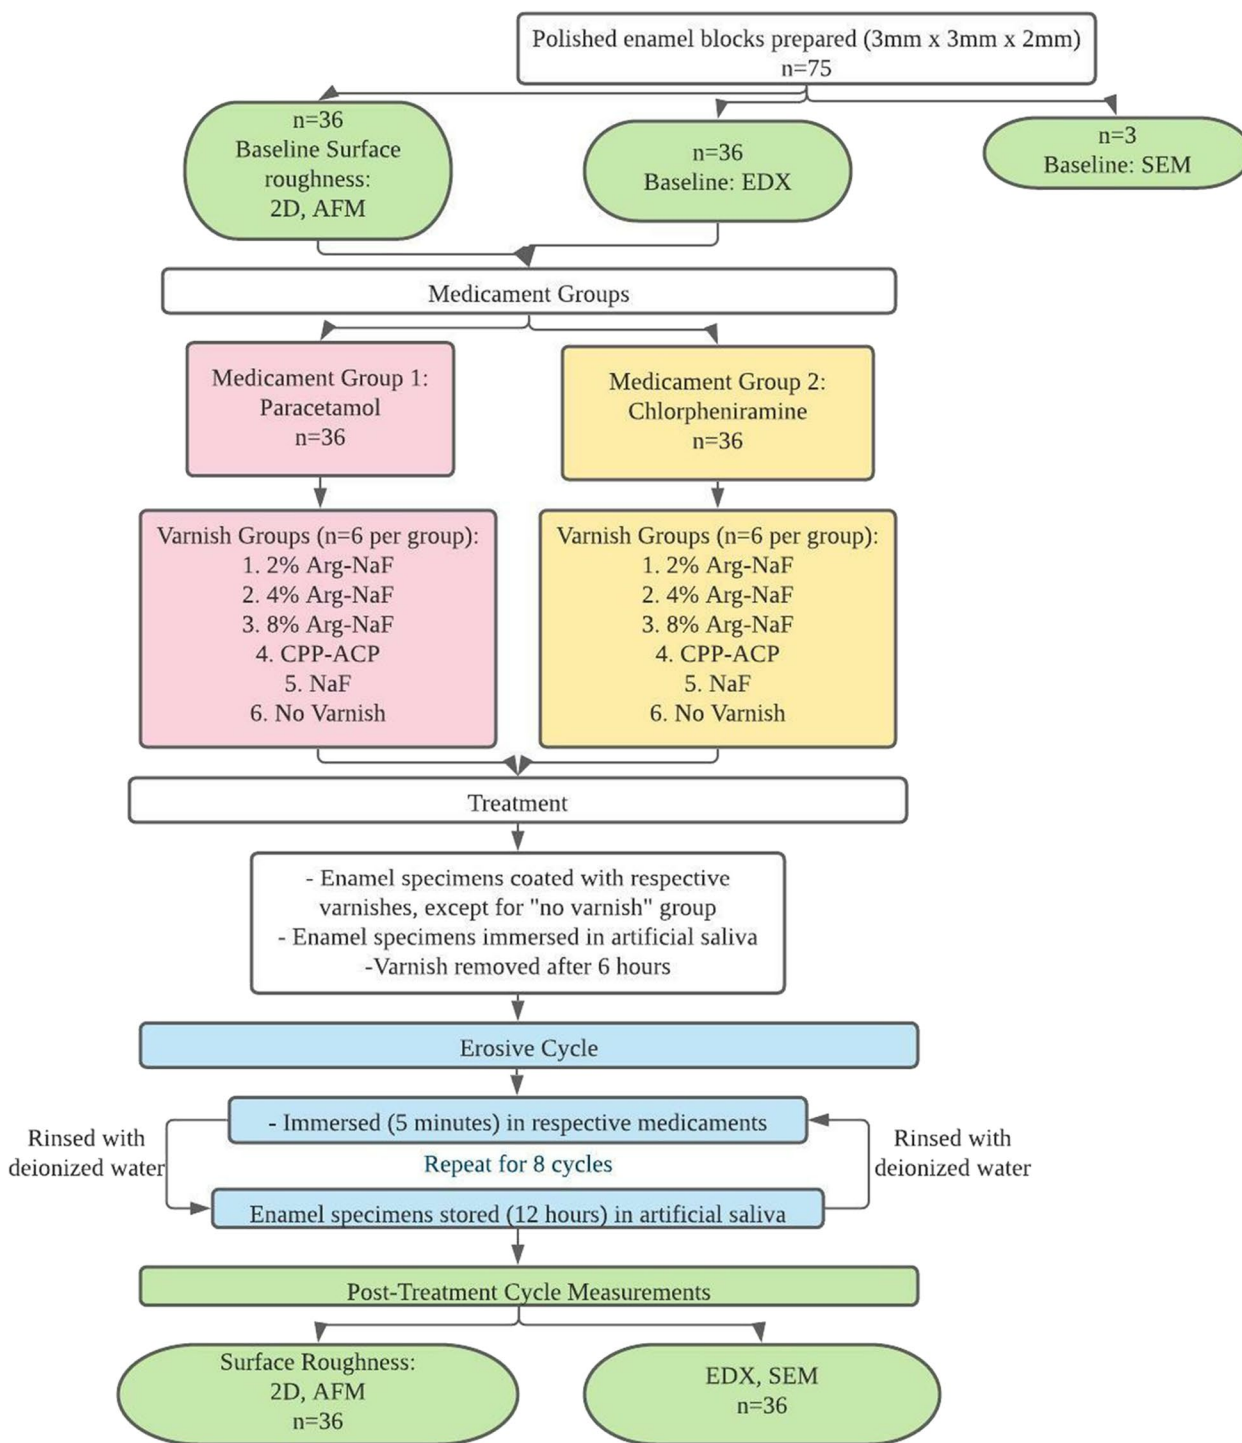 Polished enamel blocks prepared (3mm x 3mm x 2mm)
n=75
n=36
Baseline Surface
roughness:
2D, AFM
n=36
Baseline: EDX
n=3
Baseline: SEM
Medicament Groups
Medicament Group 1:
Paracetamol
n=36
Medicament Group 2:
Chlorpheniramine
n=36
Varnish Groups (n=6 per group):
1. 2% Arg-NaF
2. 4% Arg-NaF
3. 8% Arg-NaF
4. CPP-ACP
5. NaF
6. No Varnish
Varnish Groups (n=6 per group):
1. 2% Arg-NaF
2. 4% Arg-NaF
3. 8% Arg-NaF
4. CPP-ACP
5. NaF
6. No Varnish
Treatment
- Enamel specimens coated with respective
varnishes, except for "no varnish" group
- Enamel specimens immersed in artificial saliva
-Varnish removed after 6 hours
Erosive Cycle
- Immersed (5 minutes) in respective medicaments
Rinsed with
deionized water
Repeat for 8 cycles
Rinsed with
deionized water
Enamel specimens stored (12 hours) in artificial saliva
Post-Treatment Cycle Measurements
Surface Roughness:
2D, AFM
n=36
EDX, SEM
n=36